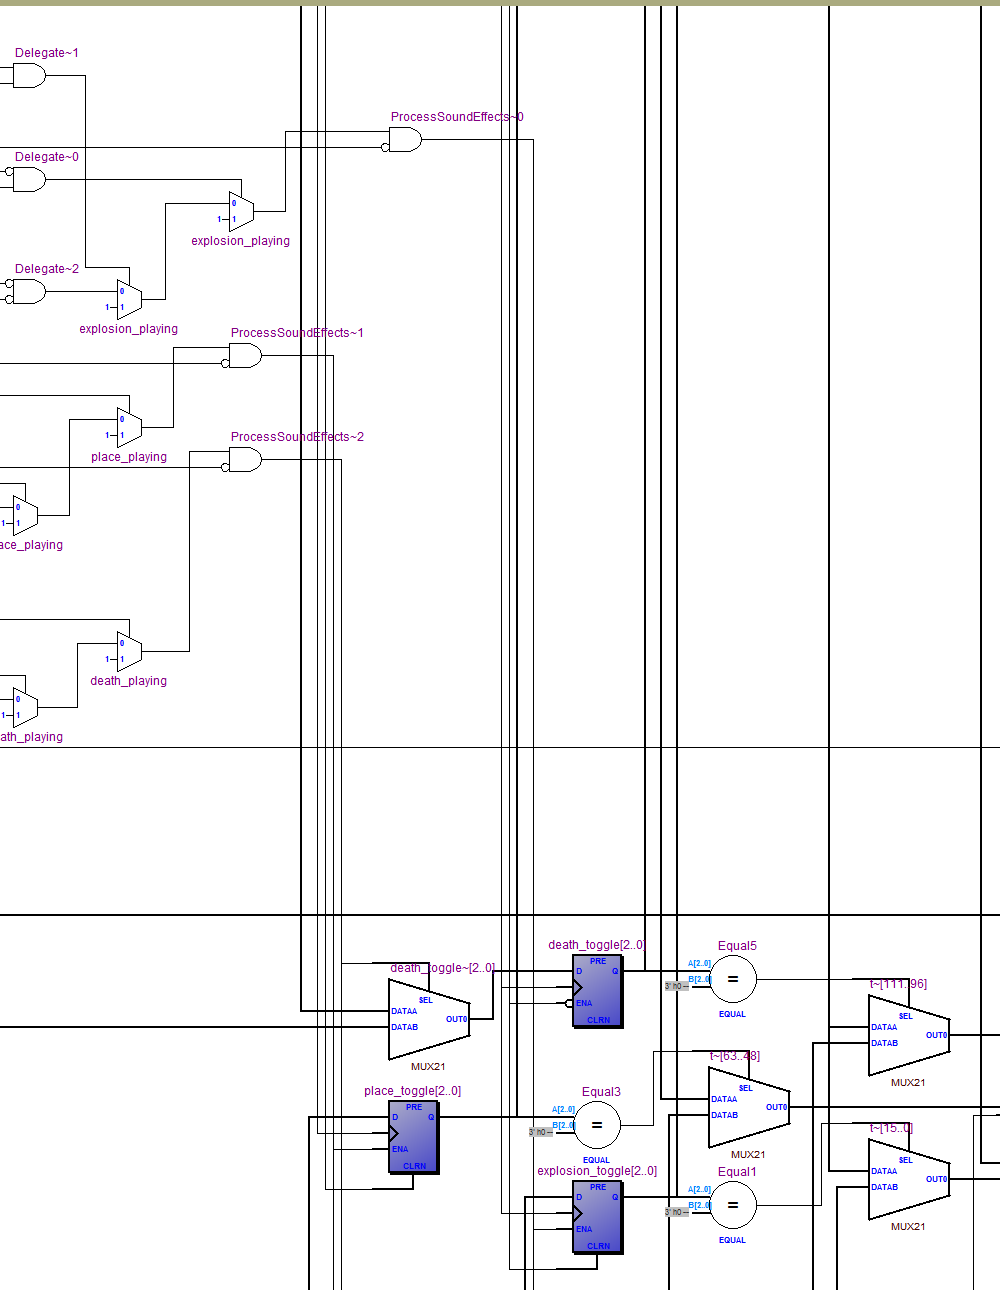 Delegate~1
ProcessSoundEffects~0
Delegate~0
0
1 1
explosion_playing
Delegate~2
0
1 1
explosion_playing
ProcessSoundEffects~1
0
1 1
place_playing
ProcessSoundEffects~2
0
1 1
ace_playing
0
1 1
death_playing
0
1 1
ath_playing
death_toggle~[2..0]
SEL
DATAA
DATAB
OUT0
MUX21
death_toggle[2..0]
PRE
D Q
ENA
CLRN
Equal5
A[2..0]
B[2..0]
3' h0
=
EQUAL
t~[111..96]
SEL
DATAA
DATAB
OUT0
MUX21
place_toggle[2..0]
PRE
D Q
ENA
CLRN
Equal3
A[2..0]
B[2..0]
3' h0
=
EQUAL
t~[63..48]
SEL
DATAA
DATAB
OUT0
MUX21
explosion_toggle[2..0]
PRE
D Q
ENA
CLRN
Equal1
A[2..0]
B[2..0]
3' h0
=
EQUAL
t~[15..0]
SEL
DATAA
DATAB
OUT0
MUX21